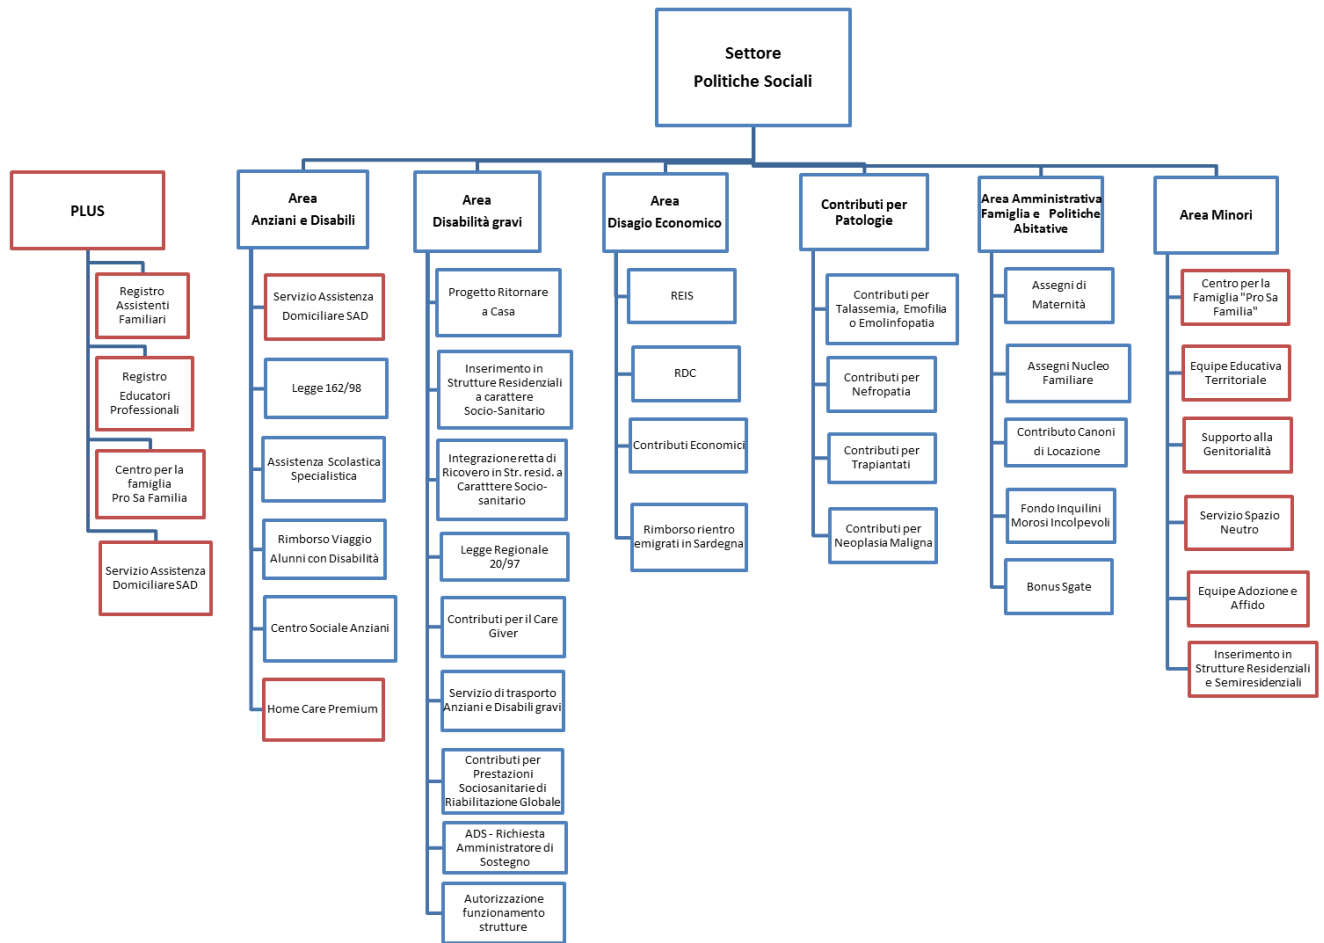 Settore
Politiche Sociali
PLUS
Registro
Assistenti
Familiari
Registro
Educatori
Professionali
Centro per la
famiglia
Pro Sa Familia
Servizio Assistenza
Domiciliare SAD
Area
Anziani e Disabili
Servizio Assistenza
Domiciliare SAD
Legge 162/98
Assistenza Scolastica
Specialistica
Rimborso Viaggio
Alunni con Disabilità
Centro Sociale Anziani
Home Care Premium
Area
Disabilità gravi
Progetto Ritornare
a Casa
Inserimento in
Strutture Residenziali
a carattere
Socio-Sanitario
Integrazione retta di
Ricovero in Str. resid. a
Carattere Socio-
sanitario
Legge Regionale
20/97
Contributi per il Care
Giver
Servizio di trasporto
Anziani e Disabili gravi
Contributi per
Prestazioni
Sociosanitarie di
Riabilitazione Globale
ADS - Richiesta
Amministratore di
Sostegno
Autorizzazione
funzionamento
strutture
Area
Disagio Economico
REIS
RDC
Contributi Economici
Rimborso rientro
emigrati in Sardegna
Contributi per
Patologie
Contributi per
Talassemia, Emofilia
o Emolinfopatia
Contributi per
Nefropatia
Contributi per
Trapiantati
Contributi per
Neoplasia Maligna
Area Amministrativa
Famiglia e Politiche
Abitative
Assegni di
Maternità
Assegni Nucleo
Familiare
Contributo Canoni
di Locazione
Fondo Inquilini
Morosi Incolpevoli
Bonus Sgate
Area Minori
Centro per la
Famiglia "Pro Sa
Familia"
Equipe Educativa
Territoriale
Supporto alla
Genitorialità
Servizio Spazio
Neutro
Equipe Adozione e
Affido
Inserimento in
Strutture Residenziali
e Semiresidenziali